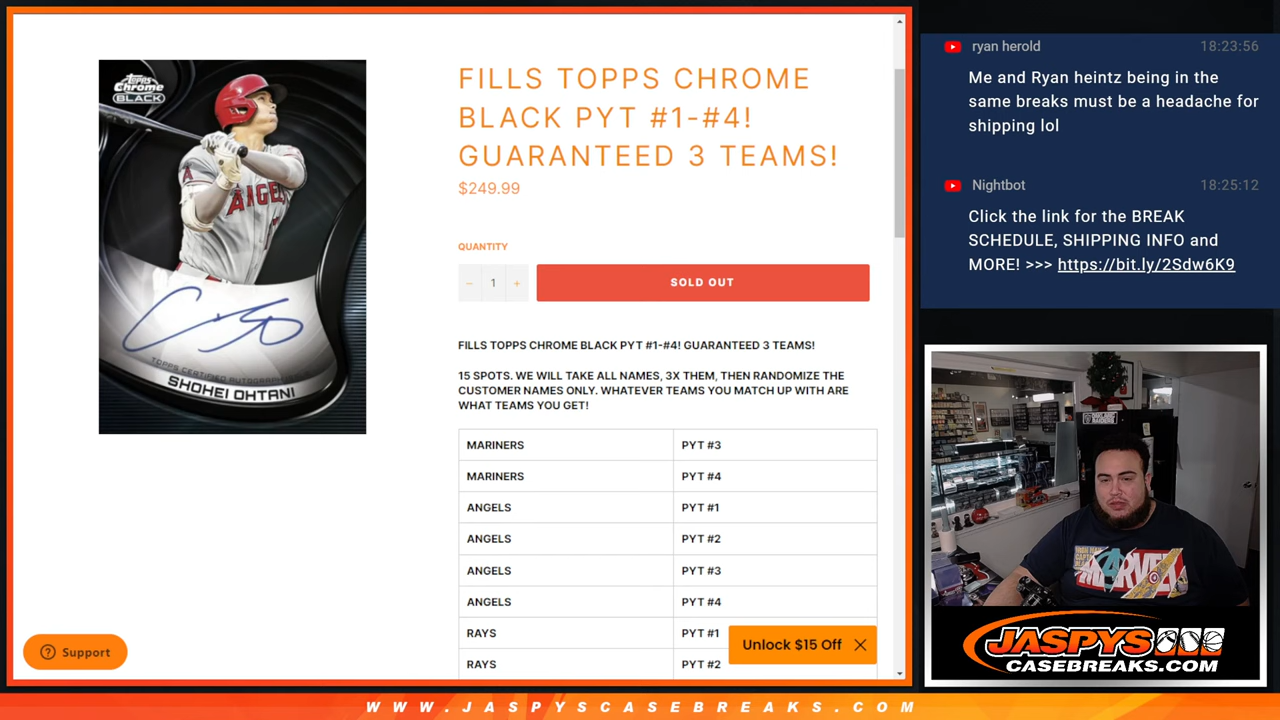 Topps
Chrome
BLACK
ANGEL
TOPPS CERTIFIED AUTOGRAPH
SHOHEI OHTANI
FILLS TOPPS CHROME
BLACK PYT #1-#4!
GUARANTEED 3 TEAMS!
$249.99
QUANTITY
− 1 +
SOLD OUT
FILLS TOPPS CHROME BLACK PYT #1-#4! GUARANTEED 3 TEAMS!
15 SPOTS. WE WILL TAKE ALL NAMES, 3X THEM, THEN RANDOMIZE THE
CUSTOMER NAMES ONLY. WHATEVER TEAMS YOU MATCH UP WITH ARE
WHAT TEAMS YOU GET!
MARINERS PYT #3
MARINERS PYT #4
ANGELS PYT #1
ANGELS PYT #2
ANGELS PYT #3
ANGELS PYT #4
RAYS PYT #1
RAYS PYT #2
Support
Unlock $15 Off
ryan herold 18:23:56
Me and Ryan heintz being in the
same breaks must be a headache for
shipping lol
Nightbot 18:25:12
Click the link for the BREAK
SCHEDULE, SHIPPING INFO and
MORE! >>> https://bit.ly/2Sdw6K9
MARVEL
JASPYS
CASEBREAKS.COM
WWW.JASPYSCASEBREAKS.COM